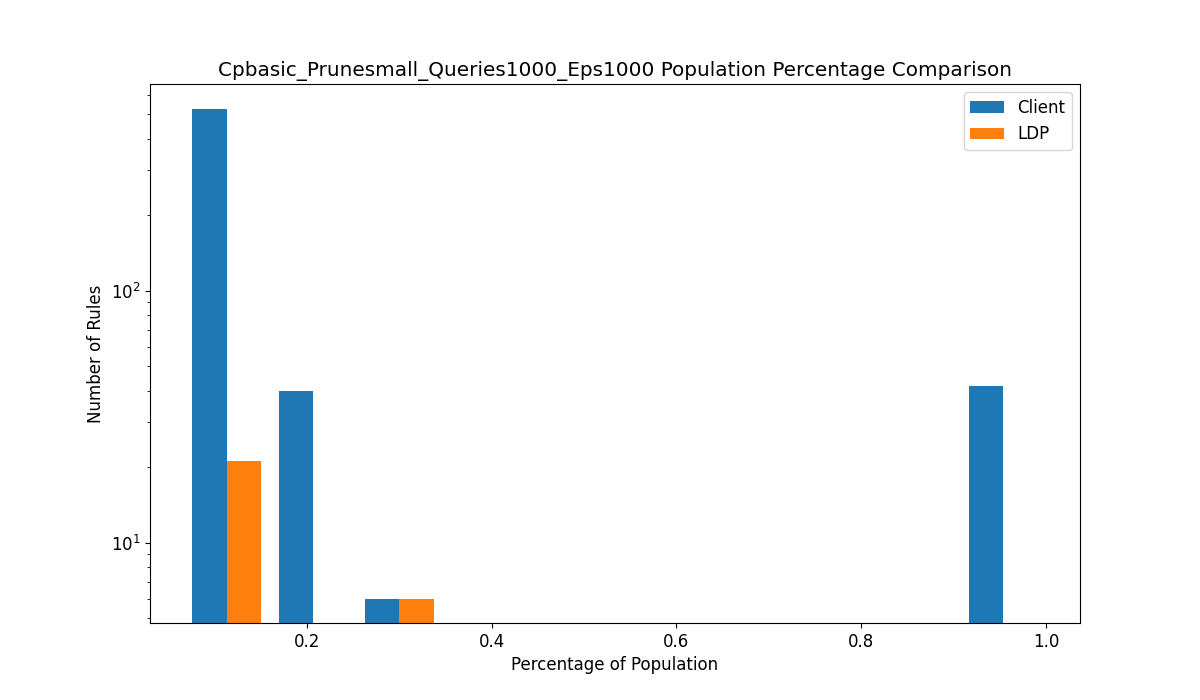 Cpbasic_Prunesmall_Queries1000_Eps1000 Population Percentage Comparison
Client
LDP
Number of Rules
10²
10¹
0.2 0.4 0.6 0.8 1.0
Percentage of Population